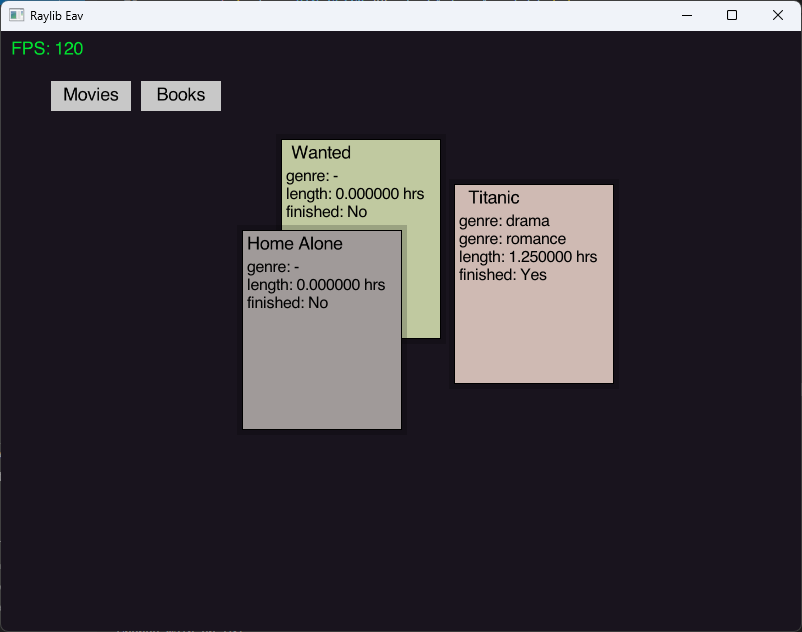 Raylib Eav
FPS: 120
Movies Books
Wanted
genre: -
length: 0.000000 hrs
finished: No
Titanic
genre: drama
genre: romance
length: 1.250000 hrs
finished: Yes
Home Alone
genre: -
length: 0.000000 hrs
finished: No